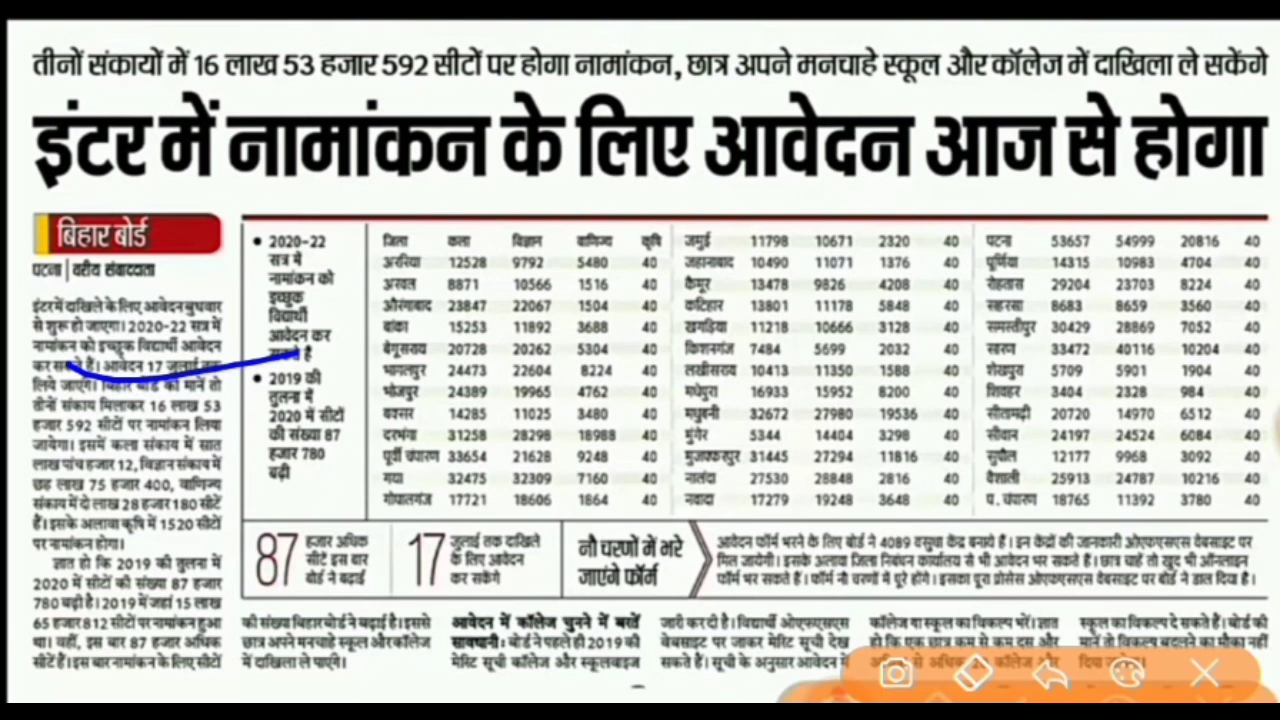 तीनों संकायों में 16 लाख 53 हजार 592 सीटों पर होगा नामांकन, छात्र अपने मनचाहे स्कूल और कॉलेज में दाखिला ले सकेंगे
इंटर में नामांकन के लिए आवेदन आज से होगा
बिहार बोर्ड
पटना | वरीय संवाददाता
इंटर में दाखिले के लिए आवेदन बुधवार
से शुरू हो जाएगा। 2020-22 सत्र में
नामांकन को इच्छुक विद्यार्थी आवेदन
कर सकते हैं। आवेदन 17 जुलाई तक
लिये जाएंगे। बिहार बोर्ड की मानें तो
तीनों संकाय मिलाकर 16 लाख 53
हजार 592 सीटों पर नामांकन लिया
जायेगा। इसमें कला संकाय में सात
लाख पांच हजार 12, विज्ञान संकाय में
छह लाख 75 हजार 400, वाणिज्य
संकाय में दो लाख 28 हजार 180 सीटें
हैं। इसके अलावा कृषि में 1520 सीटों
पर नामांकन होगा।
ज्ञात हो कि 2019 की तुलना में
2020 में सीटों की संख्या 87 हजार
780 बढ़ी है। 2019 में जहां 15 लाख
65 हजार 812 सीटों पर नामांकन हुआ
था। वहीं, इस बार 87 हजार अधिक
सीटें हैं। इस बार नामांकन के लिए सीटों
• 2020-22
सत्र में
नामांकन को
इच्छुक
विद्यार्थी
आवेदन कर
सकते हैं
• 2019 की
तुलना में
2020 में सीटों
की संख्या 87
हजार 780
बढ़ी
जिला कला विज्ञान वाणिज्य कृषि
अररिया 12528 9792 5480 40
अरवल 8871 10566 1516 40
औरंगाबाद 23847 22067 1504 40
बांका 15253 11892 3688 40
बेगूसराय 20728 20262 5304 40
भागलपुर 24473 22604 8224 40
भोजपुर 24389 19965 4762 40
बक्सर 14285 11025 3480 40
दरभंगा 31258 28298 18988 40
पूर्वी चंपारण 33654 21628 9248 40
गया 32475 32309 7160 40
गोपालगंज 17721 18606 1864 40
जमुई 11798 10671 2320 40
जहानाबाद 10490 11071 1376 40
कैमूर 13478 9826 4208 40
कटिहार 13801 11178 5848 40
खगड़िया 11218 10666 3128 40
किशनगंज 7484 5699 2032 40
लखीसराय 10413 11350 1588 40
मधेपुरा 16933 15952 8200 40
मधुबनी 32672 27980 19536 40
मुंगेर 5344 14404 3298 40
मुजफ्फरपुर 31445 27294 11816 40
नालंदा 27530 28848 2816 40
नवादा 17279 19248 3648 40
पटना 53657 54999 20816 40
पूर्णिया 14315 10983 4704 40
रोहतास 29204 23703 8224 40
सहरसा 8683 8659 3560 40
समस्तीपुर 30429 28869 7052 40
सारण 33472 40116 10204 40
शेखपुरा 5709 5901 1904 40
शिवहर 3404 2328 984 40
सीतामढ़ी 20720 14970 6512 40
सीवान 24197 24524 6084 40
सुपौल 12177 9968 3092 40
वैशाली 25913 24787 10216 40
प. चंपारण 18765 11392 3780 40
87 हजार अधिक
सीटें इस बार
बोर्ड ने बढ़ाई
17 जुलाई तक दाखिले
के लिए आवेदन
कर सकेंगे
नौ चरणों में भरे
जाएंगे फॉर्म
आवेदन फॉर्म भरने के लिए बोर्ड ने 4089 वसुधा केंद्र बनाये हैं। इन केंद्रों की जानकारी ओएफएसएस वेबसाइट पर
मिल जायेगी। इसके अलावा जिला निबंधन कार्यालय से भी आवेदन भर सकते हैं। छात्र चाहें तो खुद भी ऑनलाइन
फॉर्म भर सकते हैं। फॉर्म नौ चरणों में पूरे होंगे। इसका पूरा प्रोसेस ओएफएसएस वेबसाइट पर बोर्ड ने डाल दिया है।
की संख्या बिहार बोर्ड ने बढ़ाई है। इससे
छात्र अपने मनचाहे स्कूल और कॉलेज
में दाखिला ले पाएंगे।
आवेदन में कॉलेज चुनने में बरतें
सावधानी: बोर्ड ने पहले ही 2019 की
मेरिट सूची कॉलेज और स्कूलवाइज
जारी कर दी है। विद्यार्थी ओएफएसएस
वेबसाइट पर जाकर मेरिट सूची देख
सकते हैं। सूची के अनुसार आवेदन में
कॉलेज या स्कूल का विकल्प भरें। ज्ञात
हो कि एक छात्र कम से कम दस और
अधिक से अधिक कॉलेज और
स्कूल का विकल्प दे सकते हैं। बोर्ड की
मानें तो विकल्प बदलने का मौका नहीं
दिया